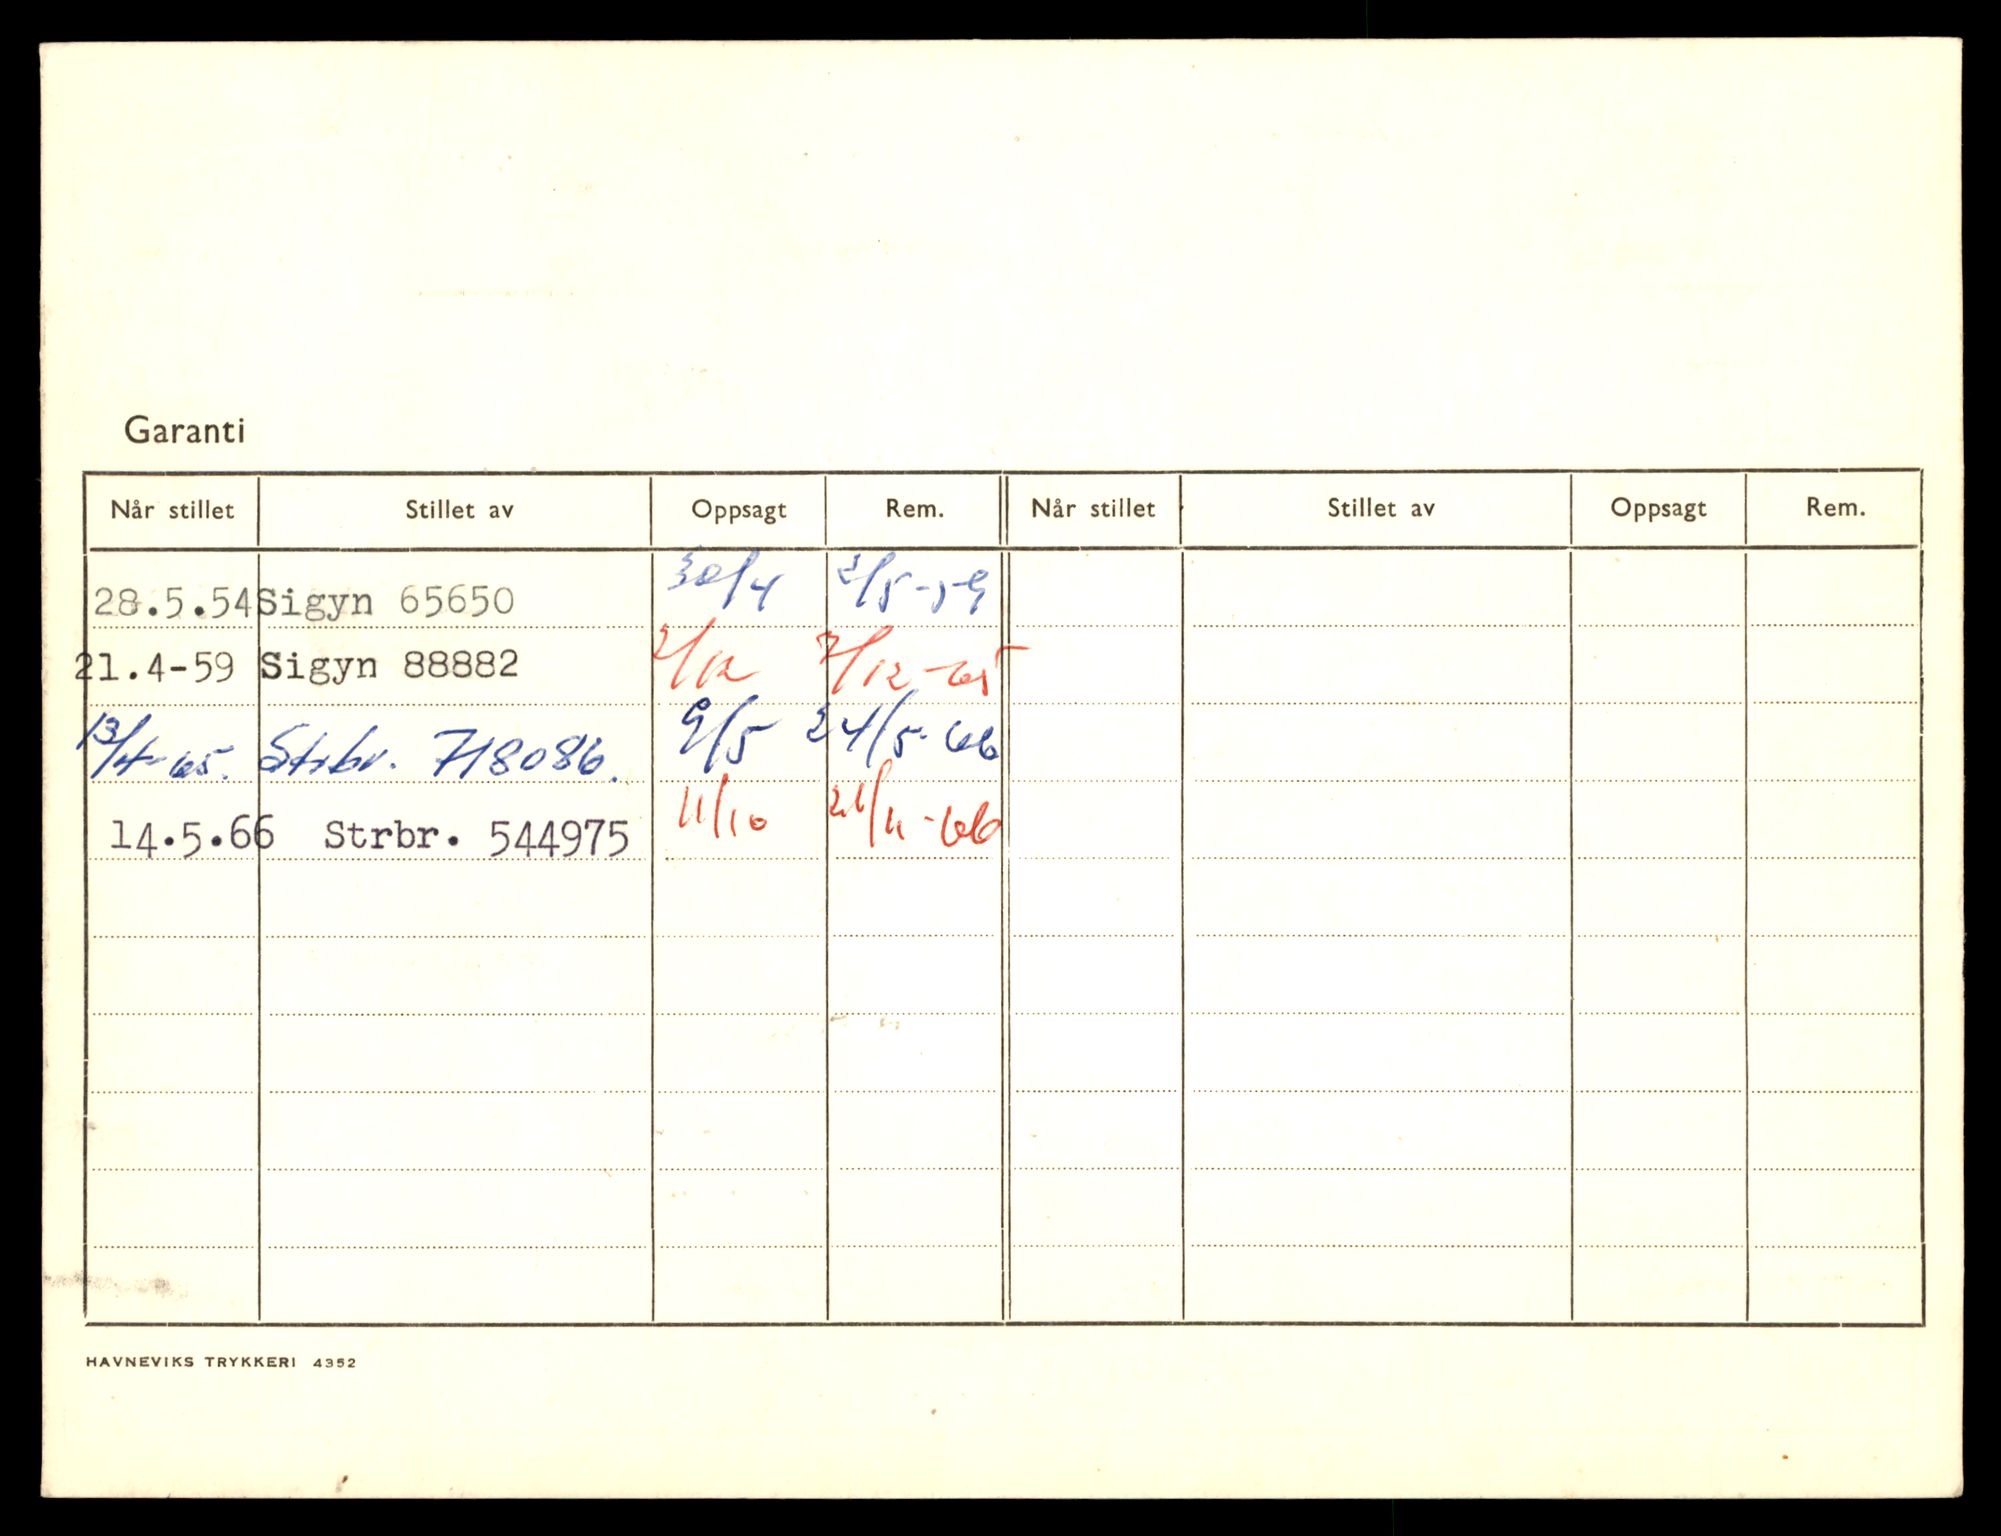 Garanti
Når stillet Stillet av Oppsagt Rem. Når stillet Stillet av Oppsagt Rem.
28.5.54 Sigyn 65650 30/4 2/5-59
21.4-59 Sigyn 88882 2/12 7/12-65
13/4-65. Strbr. 718086. 9/5 24/5-66
14.5.66 Strbr. 544975 11/10 21/11-66
HAVNEVIKS TRYKKERI 4352